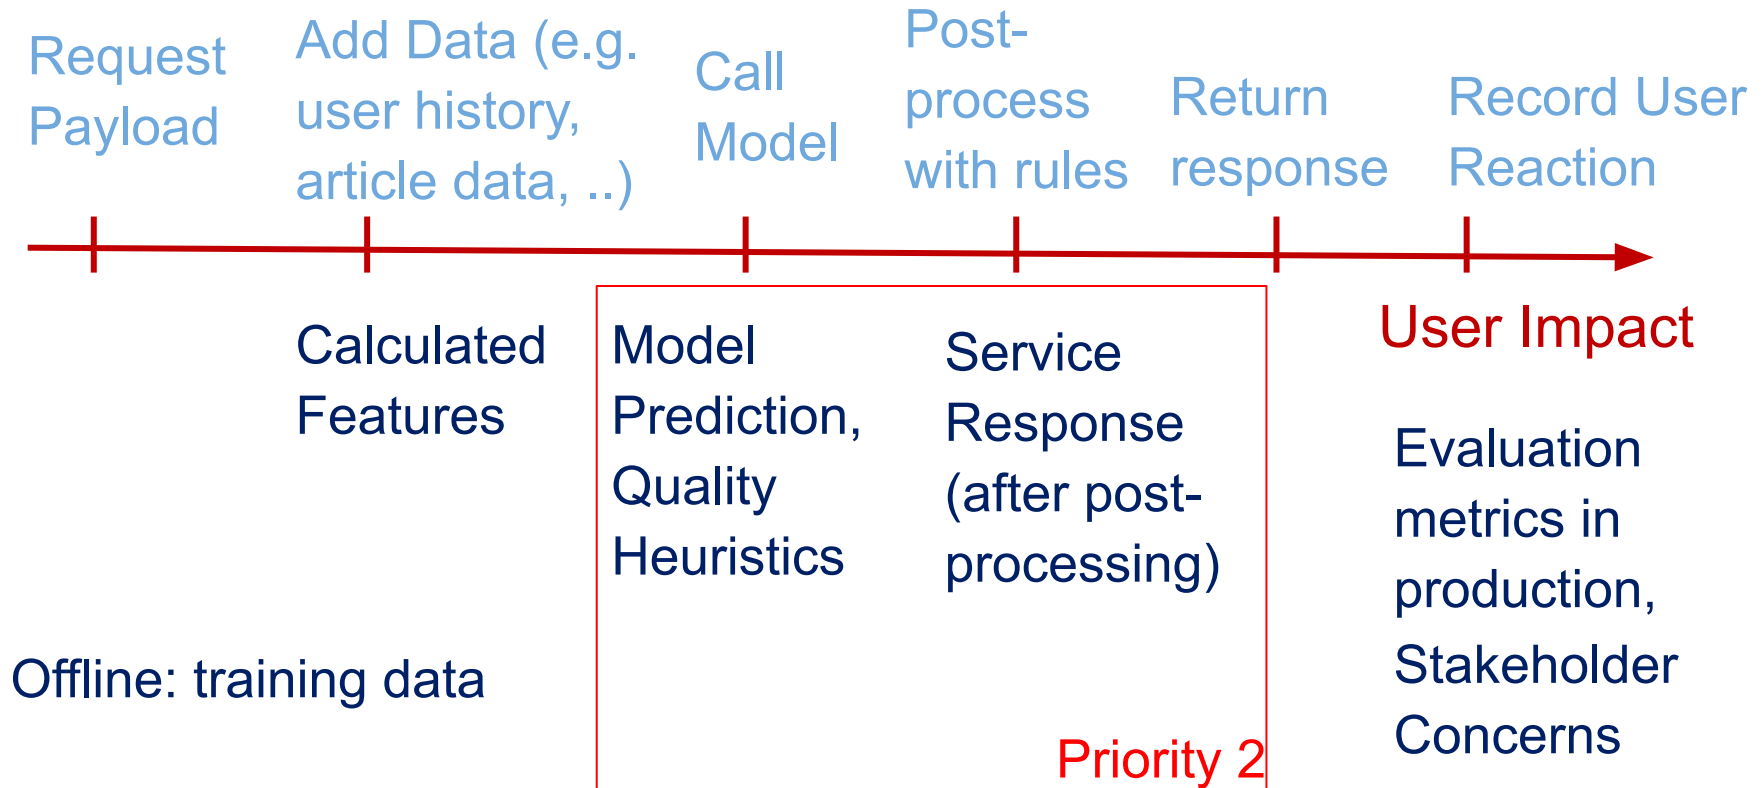 Request
Payload
Add Data (e.g.
user history,
article data, ..)
Call
Model
Post-
process
with rules
Return
response
Record User
Reaction
Calculated
Features
Model
Prediction,
Quality
Heuristics
Service
Response
(after post-
processing)
User Impact
Evaluation
metrics in
production,
Stakeholder
Concerns
Offline: training data
Priority 2